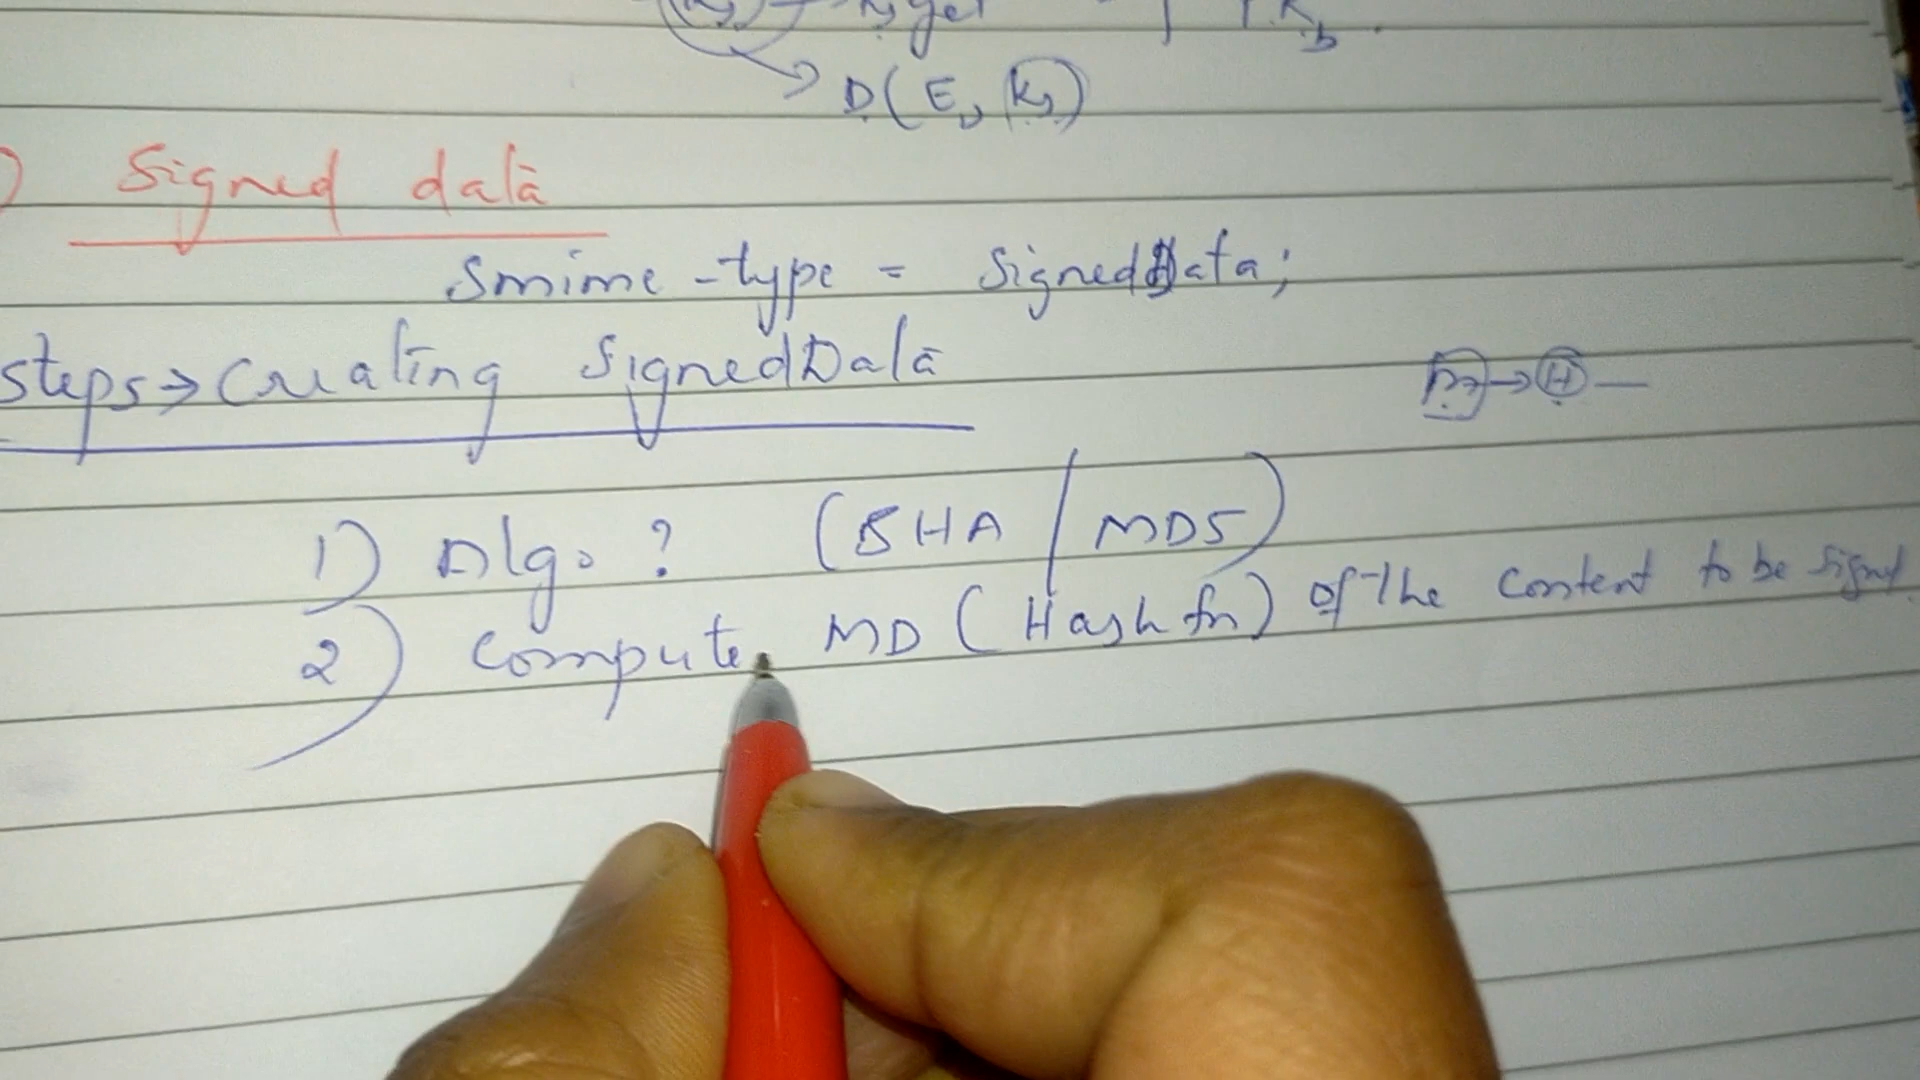 D(E, Ks)
Signed data
Smime-type = SignedData;
Steps → Creating SignedData
M → H —
1) Algo? (SHA / MD5)
2) Compute MD (Hash fn) of the content to be signed